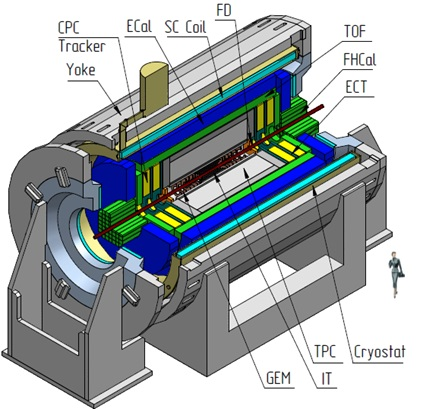 FD
CPC
Tracker
ECal
SC Coil
TOF
Yoke
FHCal
ECT
Cryostat
TPC
GEM
IT